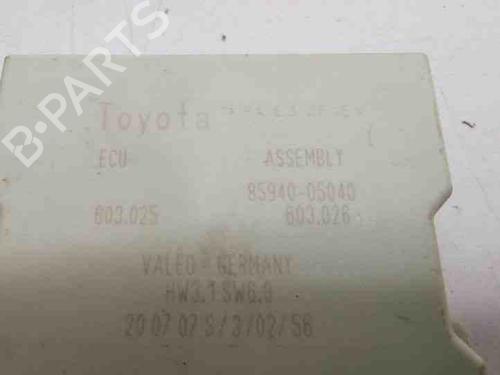 Toyota
ECU ASSEMBLY
85940-05040
603.025 603.026
VALEO - GERMANY
HW3.1 SW6.0
20 07 07 S/3/02/56
B-PARTS